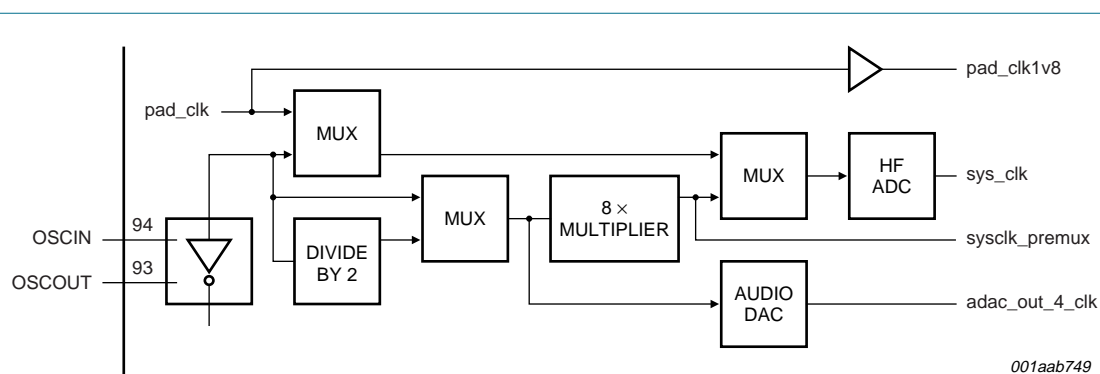 pad_clk1v8
pad_clk
MUX
MUX
HF
ADC
sys_clk
MUX
8 ×
MULTIPLIER
OSCIN
94
sysclk_premux
DIVIDE
BY 2
OSCOUT
93
AUDIO
DAC
adac_out_4_clk
001aab749